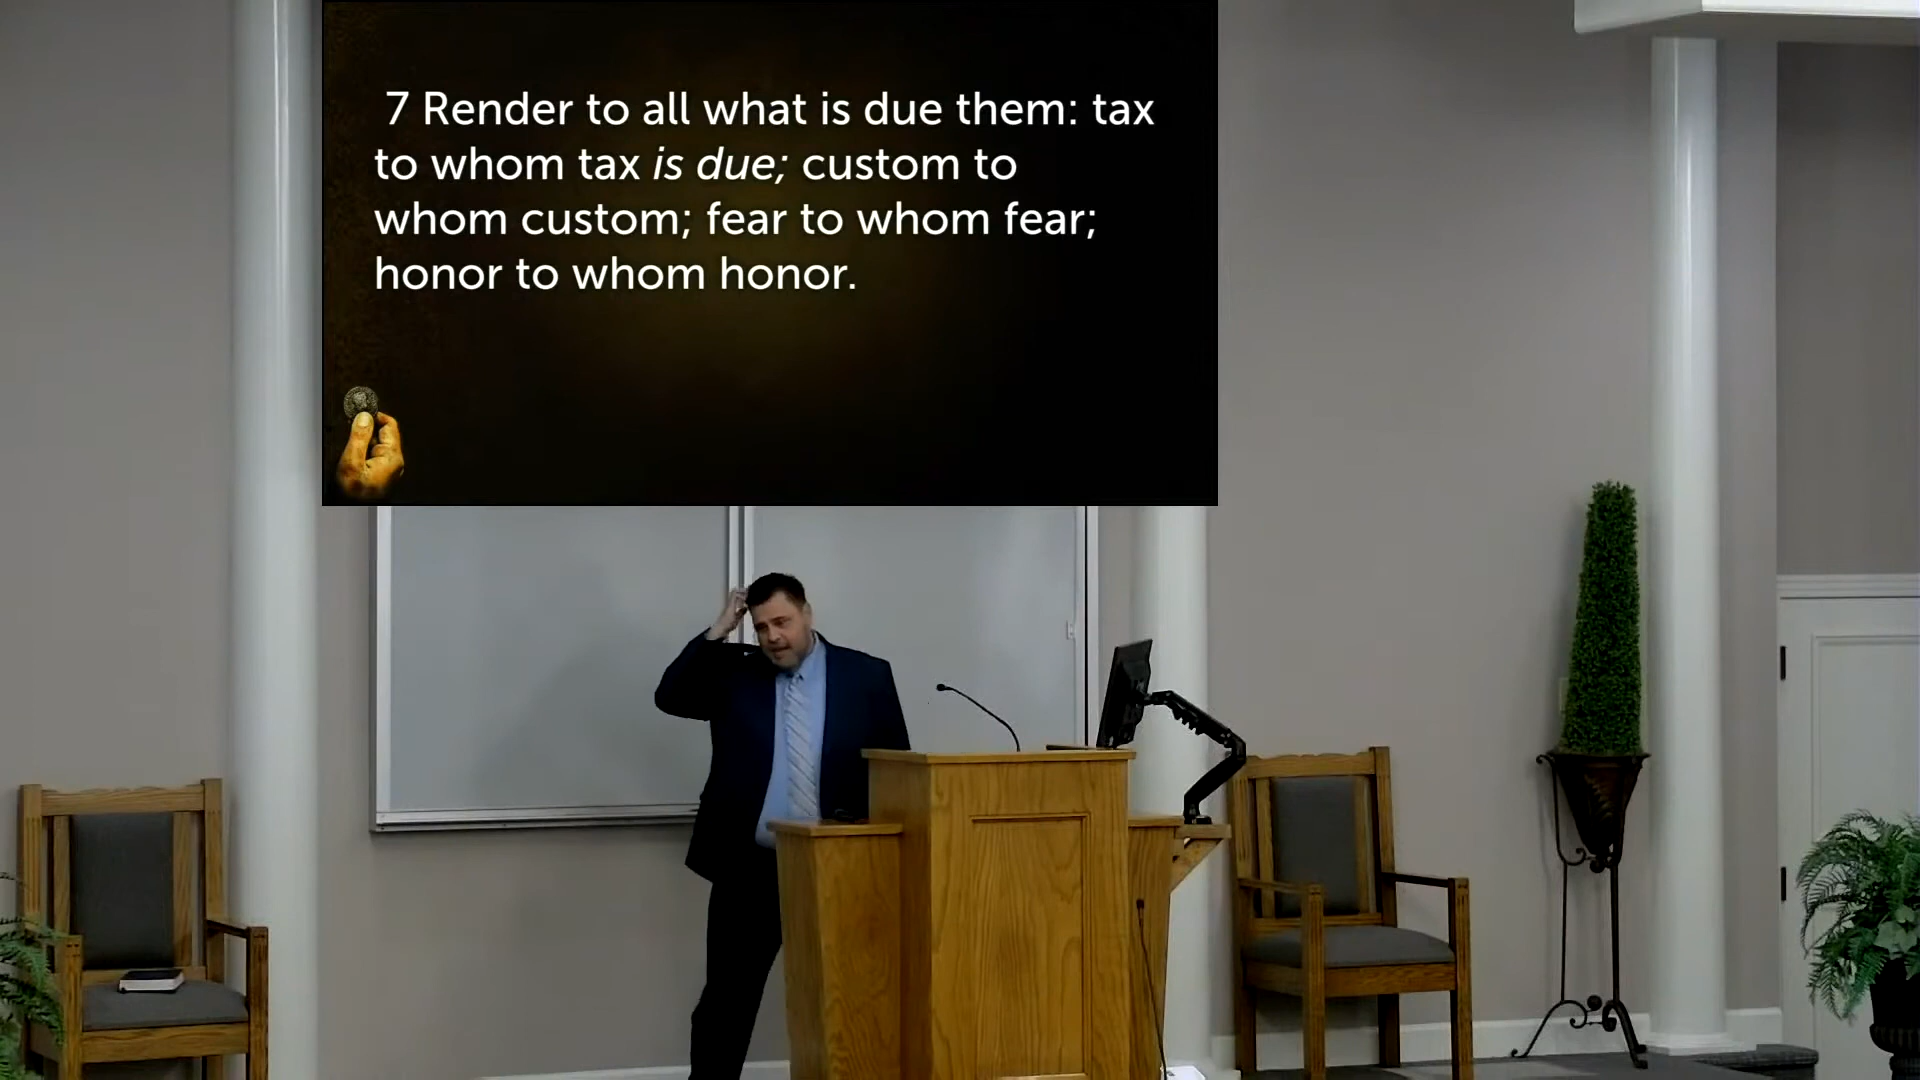 7 Render to all what is due them: tax
to whom tax is due; custom to
whom custom; fear to whom fear;
honor to whom honor.